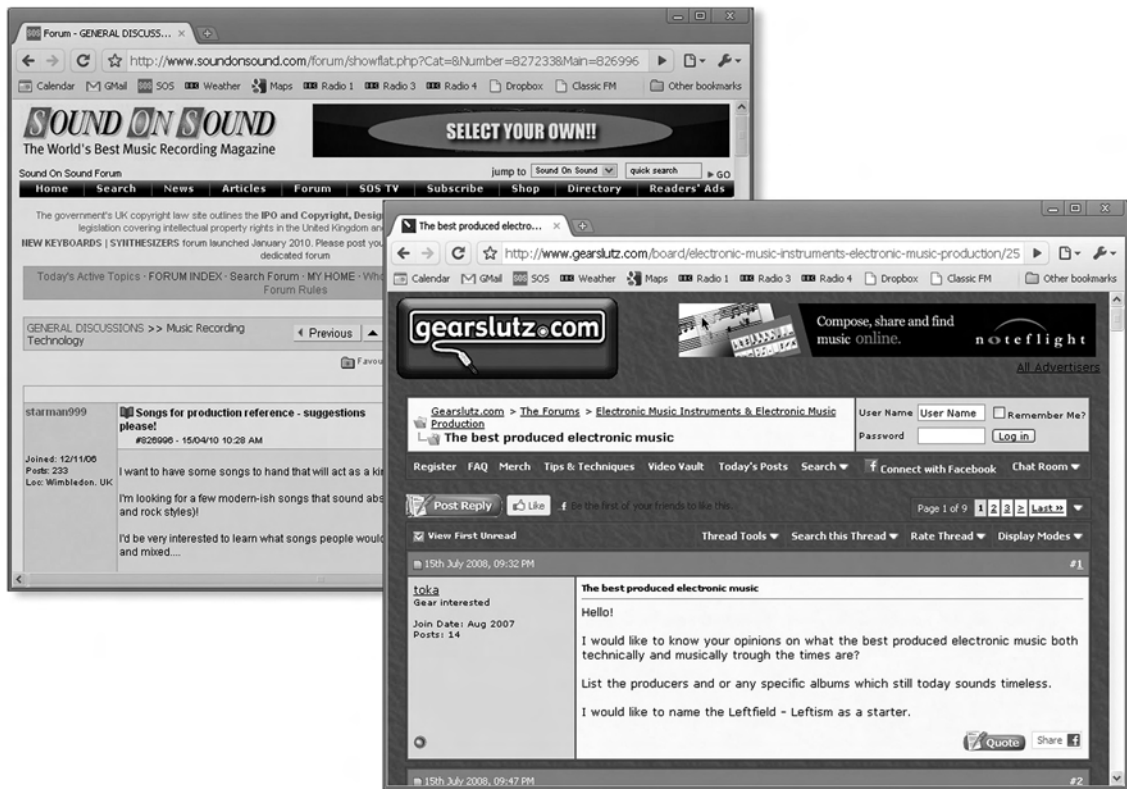 Forum - GENERAL DISCUSS... ×
http://www.soundonsound.com/forum/showflat.php?Cat=&Number=827233&Main=826996
Calendar GMail SOS Weather Maps Radio 1 Radio 3 Radio 4 Dropbox Classic FM Other bookmarks
SOUND ON SOUND
The World's Best Music Recording Magazine
SELECT YOUR OWN!!
Sound On Sound Forum
jump to Sound On Sound quick search GO
Home Search News Articles Forum SOS TV Subscribe Shop Directory Readers' Ads
The government's UK copyright law site outlines the IPO and Copyright, Desig
legislation covering intellectual property rights in the United Kingdom an
NEW KEYBOARDS | SYNTHESIZERS forum launched January 2010. Please post you
dedicated forum
Today's Active Topics · FORUM INDEX · Search Forum · MY HOME · Who
Forum Rules
GENERAL DISCUSSIONS >> Music Recording
Technology
Previous
Favou
starman999
Joined: 12/11/06
Posts: 233
Loc: Wimbledon. UK
Songs for production reference - suggestions
please!
#826996 - 15/04/10 10:28 AM
I want to have some songs to hand that will act as a kin
I'm looking for a few modern-ish songs that sound abs
and rock styles)!
I'd be very interested to learn what songs people would
and mixed....
The best produced electro... ×
http://www.gearslutz.com/board/electronic-music-instruments-electronic-music-production/25
Calendar GMail SOS Weather Maps Radio 1 Radio 3 Radio 4 Dropbox Classic FM Other bookmarks
gearslutz.com
Compose, share and find
music online.
noteflight
All Advertisers
Gearslutz.com > The Forums > Electronic Music Instruments & Electronic Music
Production
The best produced electronic music
User Name User Name Remember Me?
Password Log in
Register FAQ Merch Tips & Techniques Video Vault Today's Posts Search Connect with Facebook Chat Room
Post Reply Like Be the first of your friends to like this.
Page 1 of 9 1 2 3 > Last »
View First Unread Thread Tools Search this Thread Rate Thread Display Modes
15th July 2008, 09:32 PM #1
toka
Gear interested
Join Date: Aug 2007
Posts: 14
The best produced electronic music
Hello!
I would like to know your opinions on what the best produced electronic music both
technically and musically trough the times are?
List the producers and or any specific albums which still today sounds timeless.
I would like to name the Leftfield - Leftism as a starter.
Quote Share
15th July 2008, 09:47 PM #2